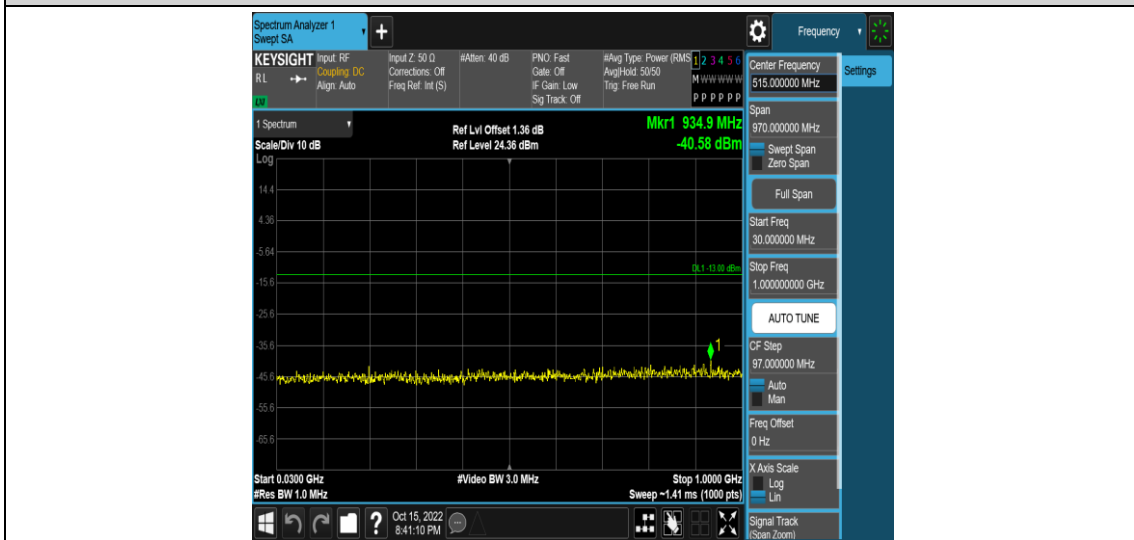 Spectrum Analyzer 1
Swept SA
Frequency
KEYSIGHT
RL
LXI
Input: RF
Coupling: DC
Align: Auto
Input Z: 50 Ω
Corrections: Off
Freq Ref: Int (S)
#Atten: 40 dB
PNO: Fast
Gate: Off
IF Gain: Low
Sig Track: Off
#Avg Type: Power (RMS
Avg|Hold: 50/50
Trig: Free Run
1 2 3 4 5 6
M W W W W W
P P P P P P
Center Frequency
515.000000 MHz
Settings
1 Spectrum
Scale/Div 10 dB
Log
Ref Lvl Offset 1.36 dB
Ref Level 24.36 dBm
Mkr1 934.9 MHz
-40.58 dBm
Span
970.000000 MHz
Swept Span
Zero Span
Full Span
Start Freq
30.000000 MHz
Stop Freq
1.000000000 GHz
AUTO TUNE
CF Step
97.000000 MHz
Auto
Man
Freq Offset
0 Hz
X Axis Scale
Log
Lin
Signal Track
(Span Zoom)
14.4
4.36
-5.64
DL1 -13.00 dBm
-15.6
-25.6
-35.6
1
-45.6
-55.6
-65.6
Start 0.0300 GHz
#Res BW 1.0 MHz
#Video BW 3.0 MHz
Stop 1.0000 GHz
Sweep ~1.41 ms (1000 pts)
?
Oct 15, 2022
8:41:10 PM